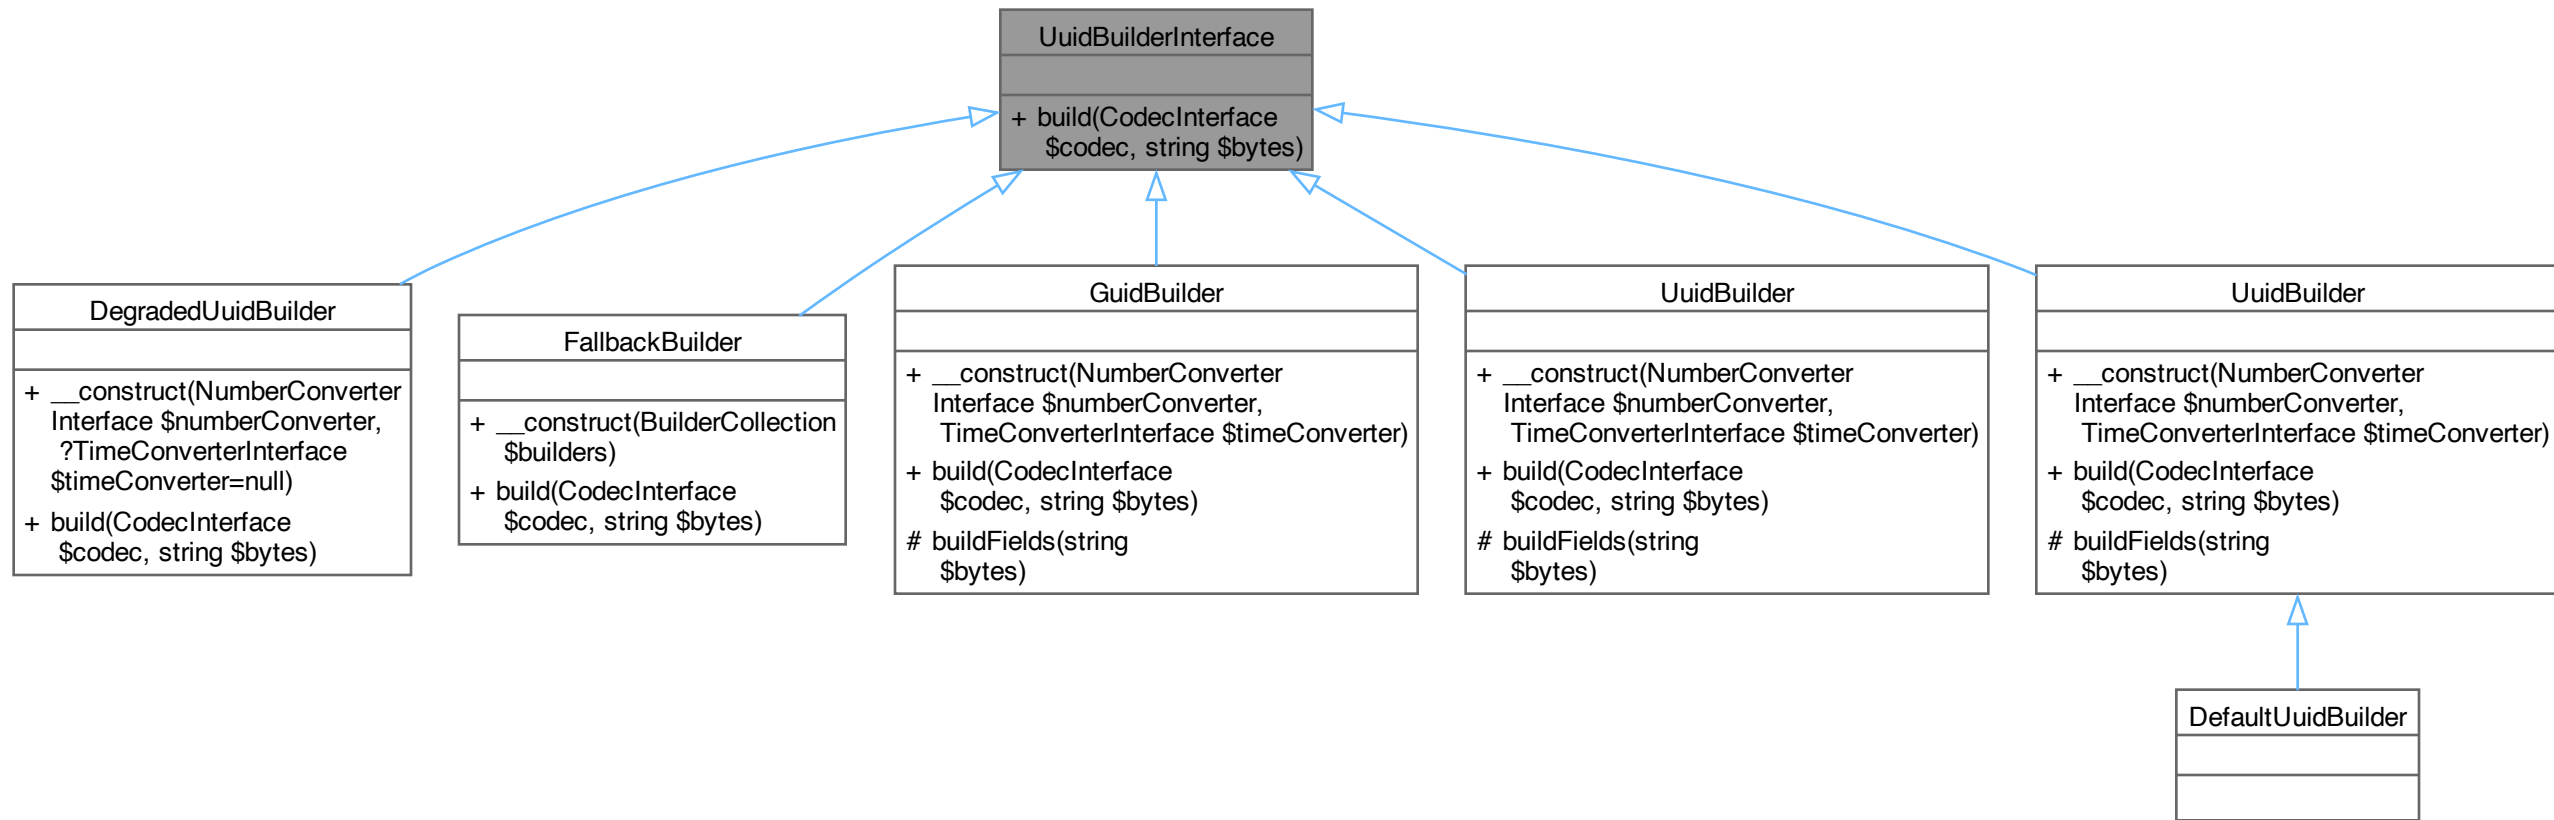 UuidBuilderInterface
+ build(CodecInterface
$codec, string $bytes)
DegradedUuidBuilder
+ __construct(NumberConverter
Interface $numberConverter,
?TimeConverterInterface
$timeConverter=null)
+ build(CodecInterface
$codec, string $bytes)
FallbackBuilder
+ __construct(BuilderCollection
$builders)
+ build(CodecInterface
$codec, string $bytes)
GuidBuilder
+ __construct(NumberConverter
Interface $numberConverter,
TimeConverterInterface $timeConverter)
+ build(CodecInterface
$codec, string $bytes)
# buildFields(string
$bytes)
UuidBuilder
+ __construct(NumberConverter
Interface $numberConverter,
TimeConverterInterface $timeConverter)
+ build(CodecInterface
$codec, string $bytes)
# buildFields(string
$bytes)
UuidBuilder
+ __construct(NumberConverter
Interface $numberConverter,
TimeConverterInterface $timeConverter)
+ build(CodecInterface
$codec, string $bytes)
# buildFields(string
$bytes)
DefaultUuidBuilder